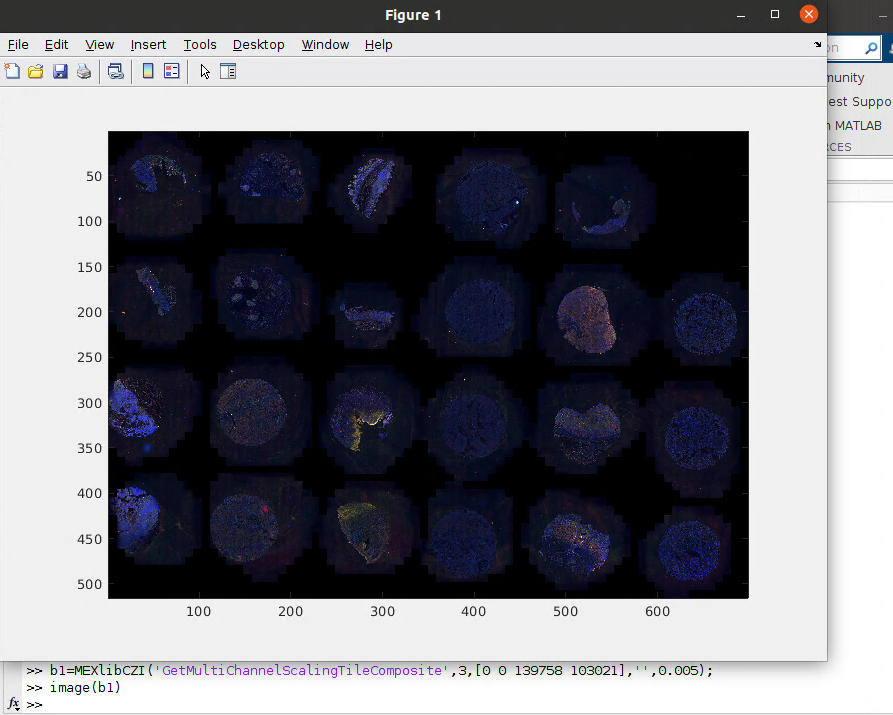 Figure 1
File Edit View Insert Tools Desktop Window Help
on
munity
est Suppo
n MATLAB
RCES
50
100
150
200
250
300
350
400
450
500
100 200 300 400 500 600
>> b1=MEXlibCZI('GetMultiChannelScalingTileComposite',3,[0 0 139758 103021],'',0.005);
>> image(b1)
fx >>